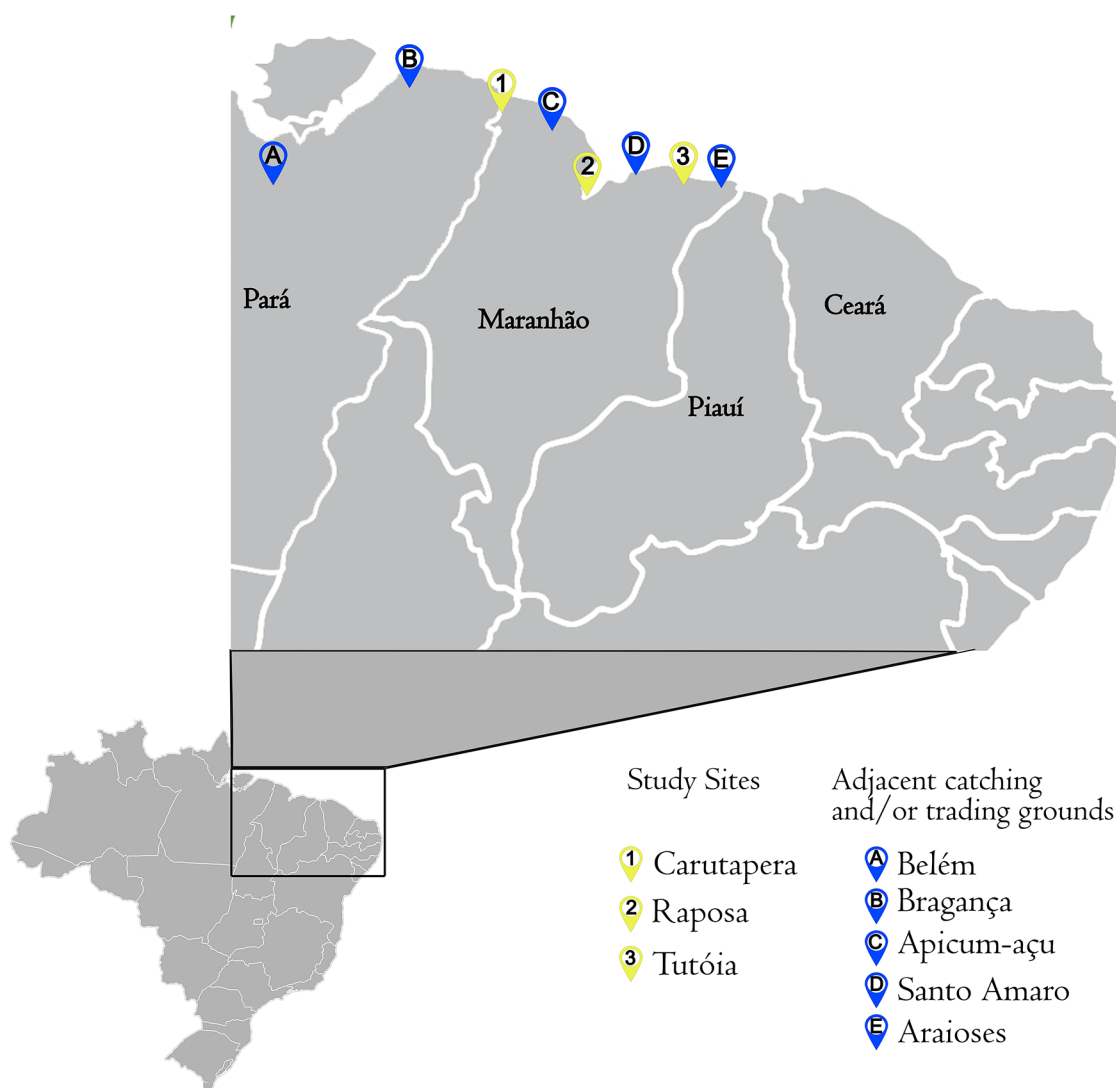 B
1
C
A
2
D
3
E
Pará
Maranhão
Ceará
Piauí
Study Sites
1 Carutapera
2 Raposa
3 Tutóia
Adjacent catching
and/or trading grounds
A Belém
B Bragança
C Apicum-açu
D Santo Amaro
E Araioses